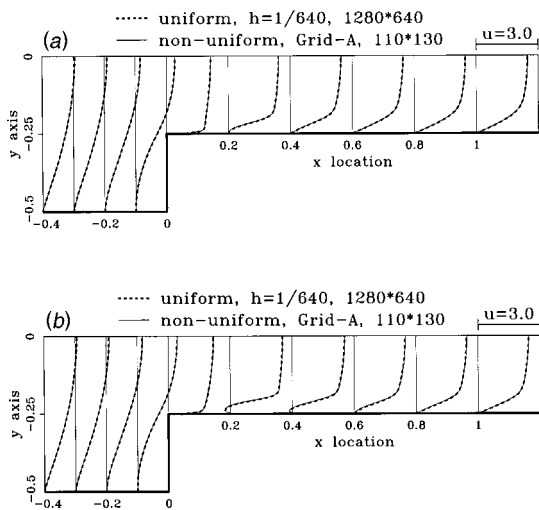 uniform, h=1/640, 1280*640
(a) non-uniform, Grid-A, 110*130 u=3.0
0
y axis
-0.25
-0.5
0.2 0.4 0.6 0.8 1
x location
-0.4 -0.2 0
uniform, h=1/640, 1280*640
(b) non-uniform, Grid-A, 110*130 u=3.0
0
y axis
-0.25
-0.5
0.2 0.4 0.6 0.8 1
x location
-0.4 -0.2 0